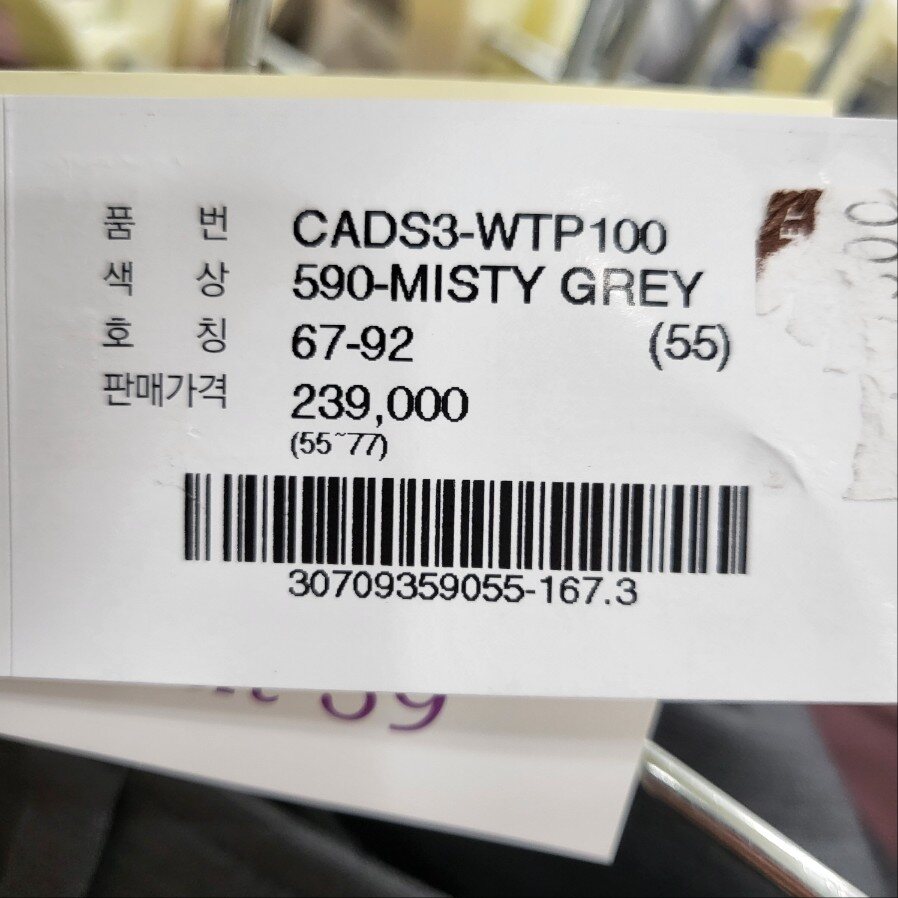 품 번 CADS3-WTP100
색 상 590-MISTY GREY
호 칭 67-92 (55)
판매가격 239,000
(55~77)
30709359055-167.3